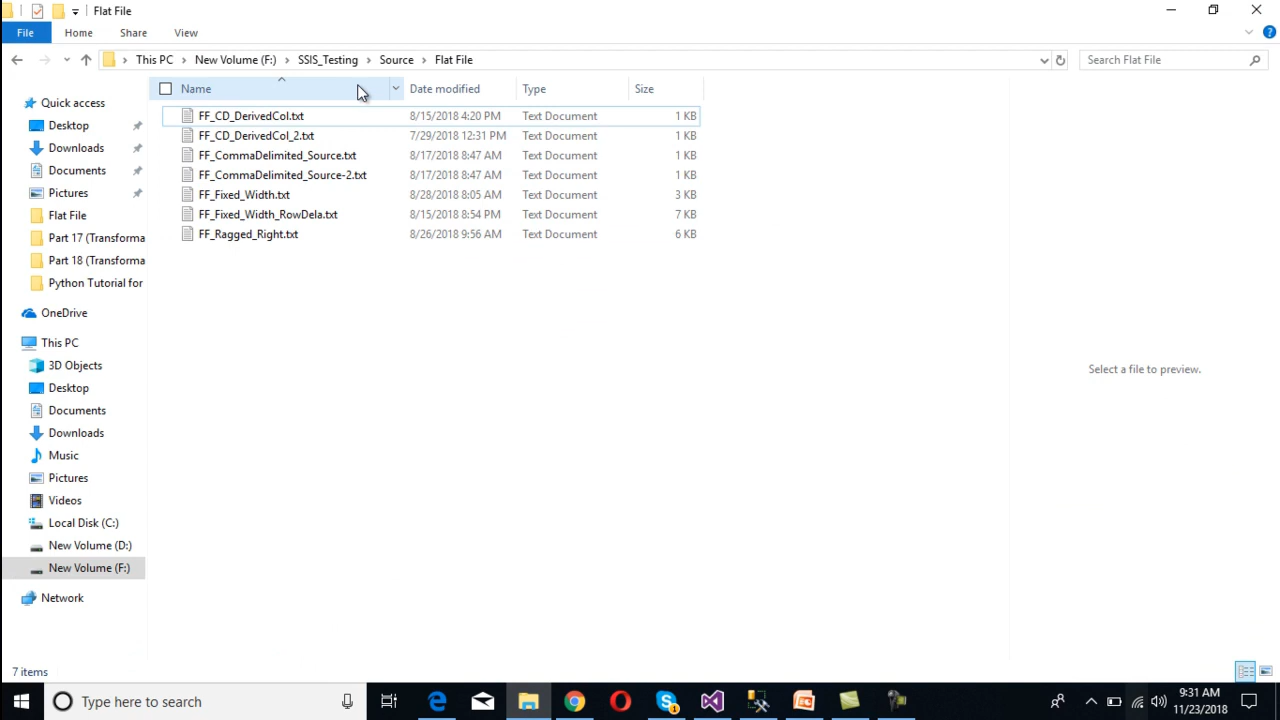 Flat File
File Home Share View
This PC New Volume (F:) SSIS_Testing Source Flat File Search Flat File
Name Date modified Type Size
FF_CD_DerivedCol.txt 8/15/2018 4:20 PM Text Document 1 KB
FF_CD_DerivedCol_2.txt 7/29/2018 12:31 PM Text Document 1 KB
FF_CommaDelimited_Source.txt 8/17/2018 8:47 AM Text Document 1 KB
FF_CommaDelimited_Source-2.txt 8/17/2018 8:47 AM Text Document 1 KB
FF_Fixed_Width.txt 8/28/2018 8:05 AM Text Document 3 KB
FF_Fixed_Width_RowDela.txt 8/15/2018 8:54 PM Text Document 7 KB
FF_Ragged_Right.txt 8/26/2018 9:56 AM Text Document 6 KB
Quick access
Desktop
Downloads
Documents
Pictures
Flat File
Part 17 (Transforma
Part 18 (Transforma
Python Tutorial for
OneDrive
This PC
3D Objects
Desktop
Documents
Downloads
Music
Pictures
Videos
Local Disk (C:)
New Volume (D:)
New Volume (F:)
Network
Select a file to preview.
7 items
Type here to search
9:31 AM
11/23/2018